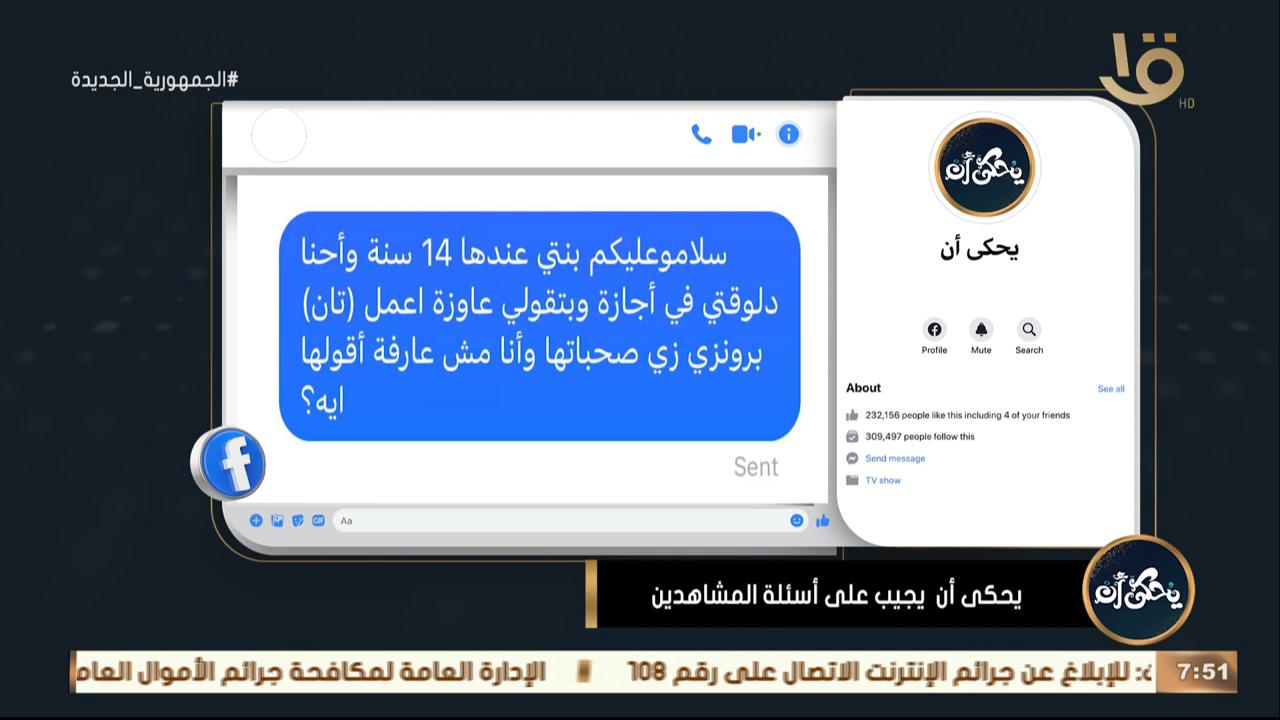 #الجمهورية_الجديدة
HD
يحكى أن
سلاموعليكم بنتي عندها 14 سنة وأحنا
دلوقتي في أجازة وبتقولي عاوزة اعمل (تان)
برونزي زي صحباتها وأنا مش عارفة أقولها
ايه؟
Sent
Aa
GIF
يحكى أن
Profile
Mute
Search
About
See all
232,156 people like this including 4 of your friends
309,497 people follow this
Send message
TV show
يحكى أن يجيب على أسئلة المشاهدين
يحكى أن
للإبلاغ عن جرائم الإنترنت الاتصال على رقم 108
الإدارة العامة لمكافحة جرائم الأموال
7:51